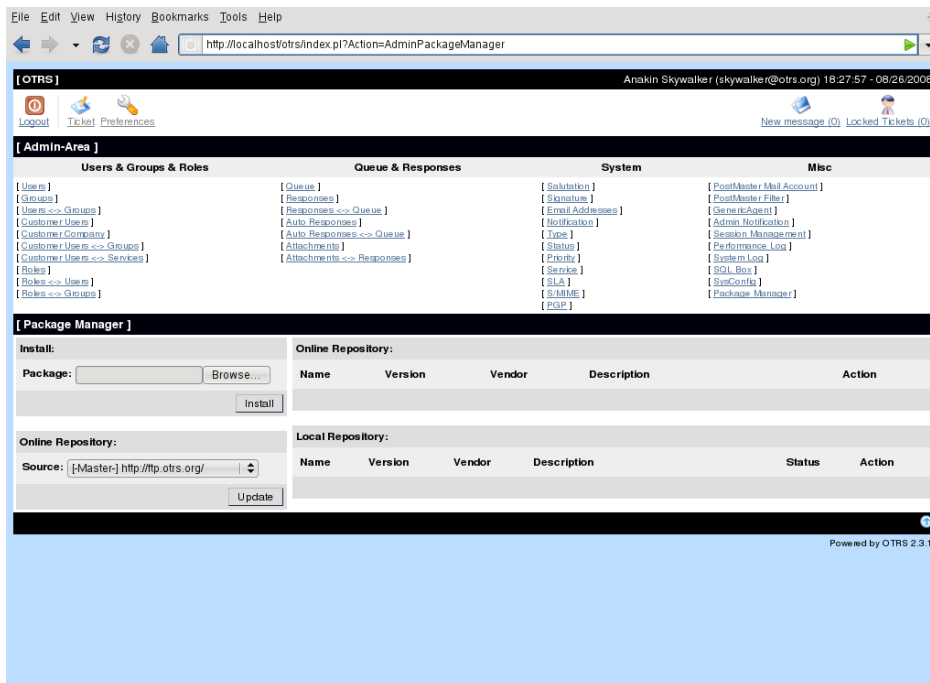 File Edit View History Bookmarks Tools Help
http://localhost/otrs/index.pl?Action=AdminPackageManager
[ OTRS ] Anakin Skywalker (skywalker@otrs.org) 18:27:57 - 08/26/2008
Logout Ticket Preferences New message (0) Locked Tickets (0)
[ Admin-Area ]
Users & Groups & Roles Queue & Responses System Misc
[ Users ] [ Queue ] [ Salutation ] [ PostMaster Mail Account ]
[ Groups ] [ Responses ] [ Signature ] [ PostMaster Filter ]
[ Users <-> Groups ] [ Responses <-> Queue ] [ Email Addresses ] [ GenericAgent ]
[ Customer Users ] [ Auto Responses ] [ Notification ] [ Admin Notification ]
[ Customer Company ] [ Auto Responses <-> Queue ] [ Type ] [ Session Management ]
[ Customer Users <-> Groups ] [ Attachments ] [ Status ] [ Performance Log ]
[ Customer Users <-> Services ] [ Attachments <-> Responses ] [ Priority ] [ System Log ]
[ Roles ] [ Service ] [ SQL Box ]
[ Roles <-> Users ] [ SLA ] [ SysConfig ]
[ Roles <-> Groups ] [ S/MIME ] [ Package Manager ]
[ PGP ]
[ Package Manager ]
Install: Online Repository:
Package: Browse... Name Version Vendor Description Action
Install
Online Repository: Local Repository:
Source: [-Master-] http://ftp.otrs.org/ Name Version Vendor Description Status Action
Update
Powered by OTRS 2.3.1